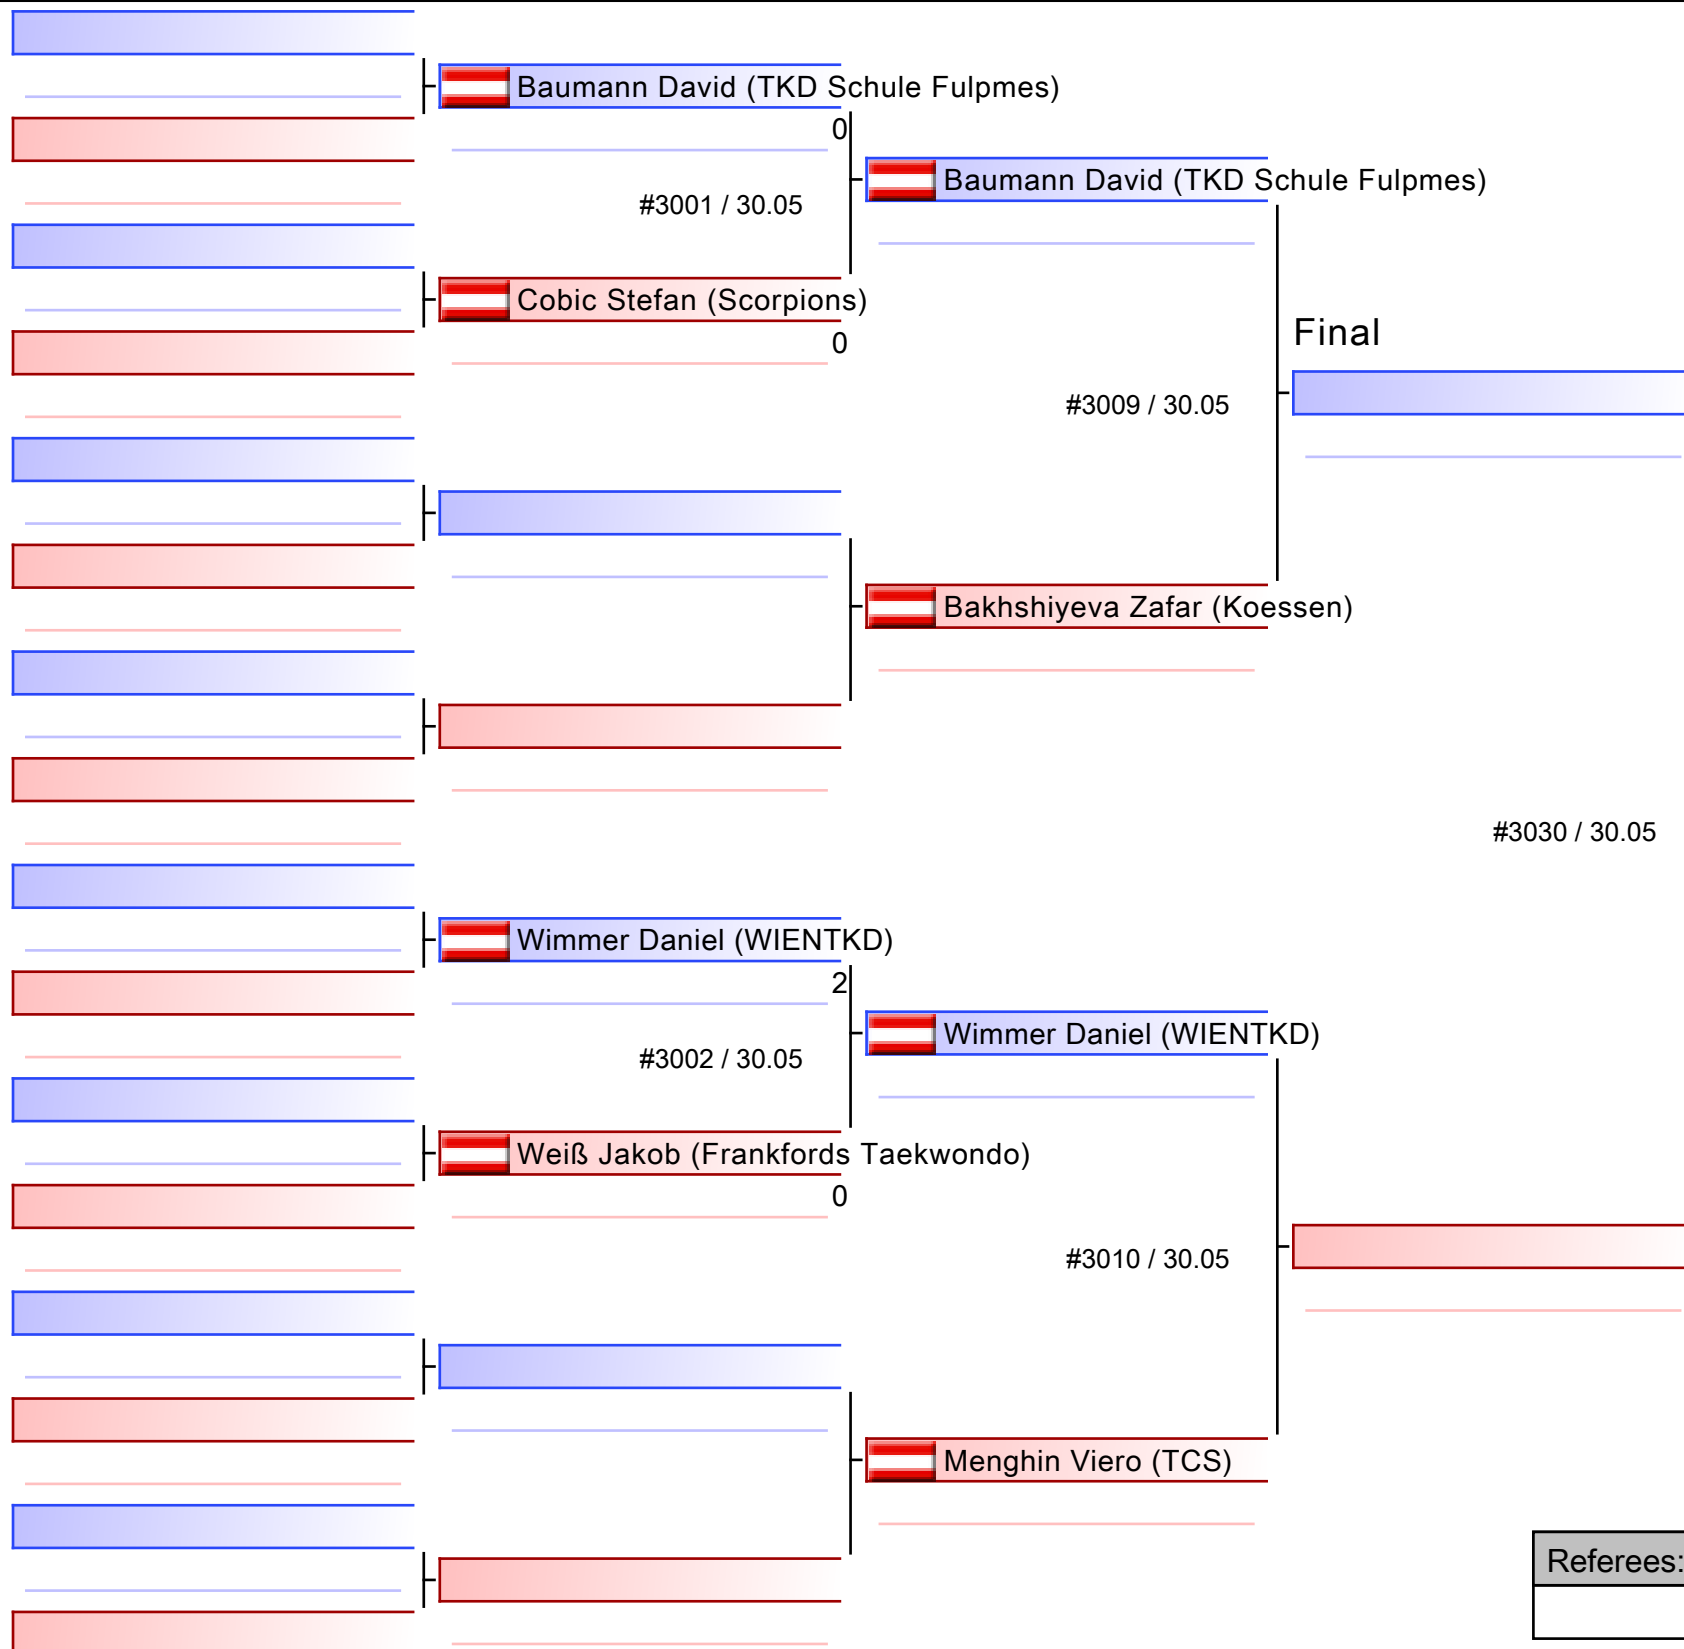 Baumann David (TKD Schule Fulpmes)
0
Baumann David (TKD Schule Fulpmes)
#3001 / 30.05
Cobic Stefan (Scorpions)
0
Final
#3009 / 30.05
Bakhshiyeva Zafar (Koessen)
#3030 / 30.05
Wimmer Daniel (WIENTKD)
2
Wimmer Daniel (WIENTKD)
#3002 / 30.05
Weiß Jakob (Frankfords Taekwondo)
0
#3010 / 30.05
Menghin Viero (TCS)
Referees: